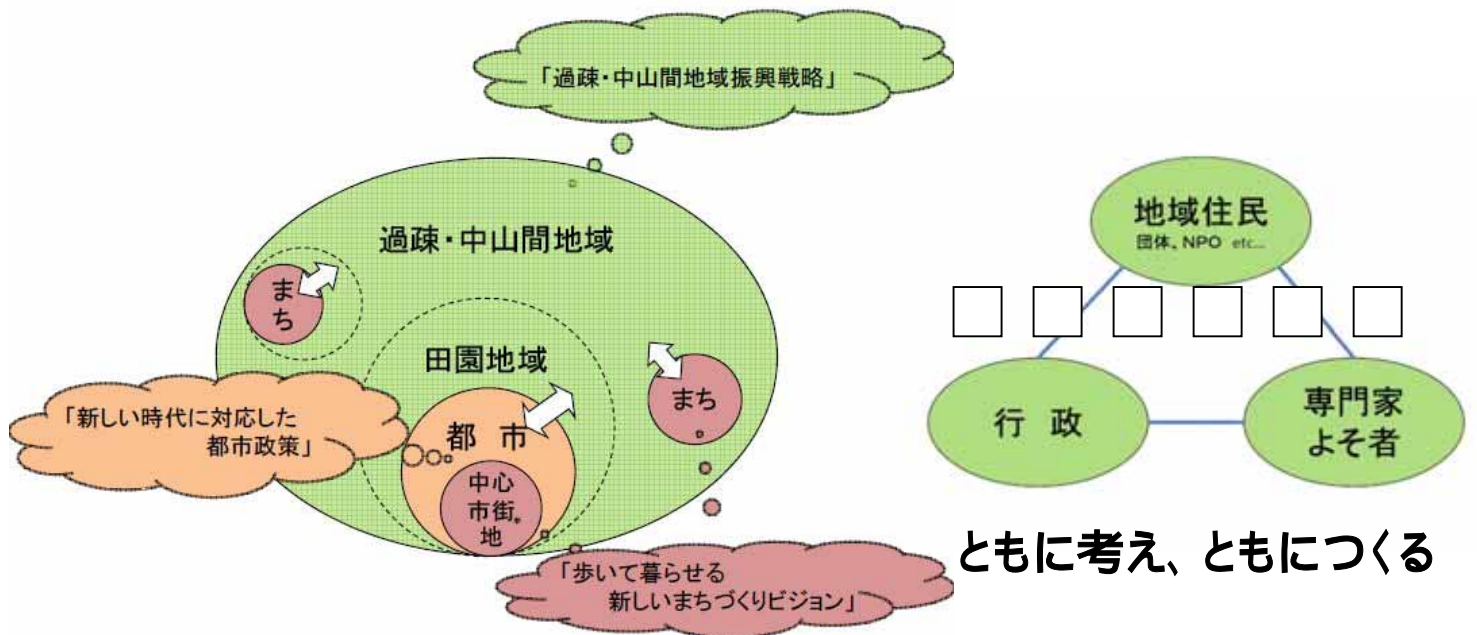 「過疎・中山間地域振興戦略」
過疎・中山間地域
まち
田園地域
まち
「新しい時代に対応した
都市政策」
都 市
中心
市街
地
「歩いて暮らせる
新しいまちづくりビジョン」
地域住民
団体、NPO etc...
行 政
専門家
よそ者
ともに考え、ともにつくる